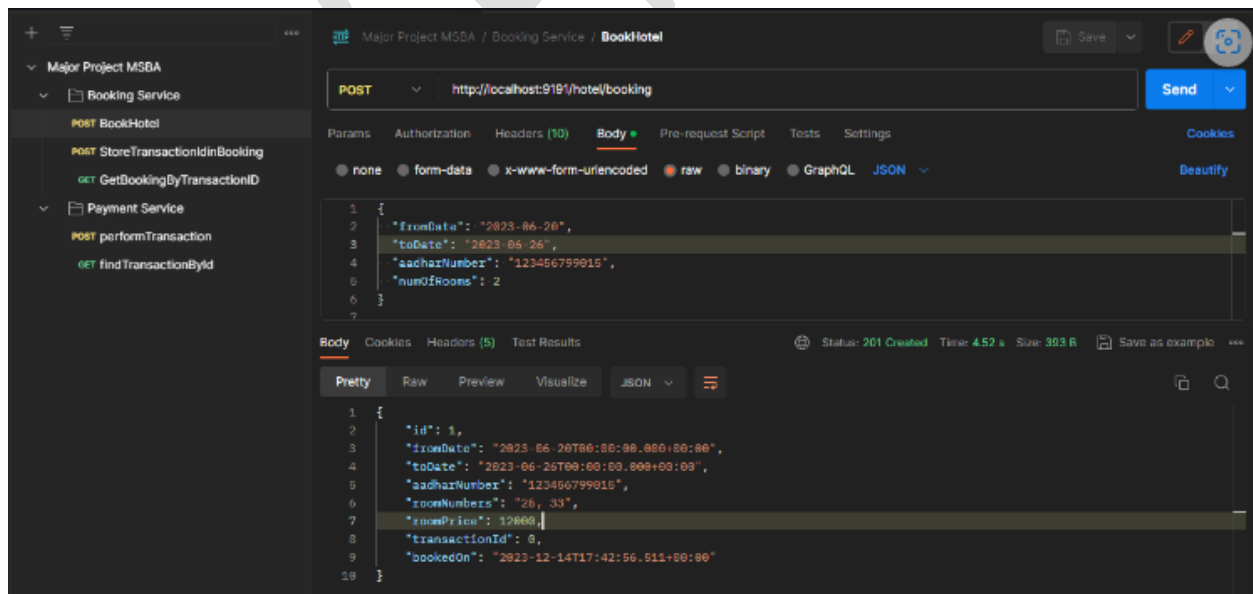 Major Project MSBA / Booking Service / BookHotel
Save
Major Project MSBA
Booking Service
POST BookHotel
POST StoreTransactionIdinBooking
GET GetBookingByTransactionID
Payment Service
POST performTransaction
GET findTransactionById
POST http://localhost:9191/hotel/booking Send
Params Authorization Headers (10) Body Pre-request Script Tests Settings Cookies
none form-data x-www-form-urlencoded raw binary GraphQL JSON Beautify
1 {
2 "fromDate": "2023-06-20",
3 "toDate": "2023-06-26",
4 "aadharNumber": "123456799015",
5 "numOfRooms": 2
6 }
7
Body Cookies Headers (5) Test Results Status: 201 Created Time: 4.52 s Size: 393 B Save as example
Pretty Raw Preview Visualize JSON
1 {
2 "id": 1,
3 "fromDate": "2023-06-20T00:00:00.000+00:00",
4 "toDate": "2023-06-26T00:00:00.000+00:00",
5 "aadharNumber": "123456799015",
6 "roomNumbers": 33",
7 "roomPrice": 12000,
8 "transactionId": 0,
9 "bookedOn": "2023-12-14T17:42:56.511+00:00"
10 }